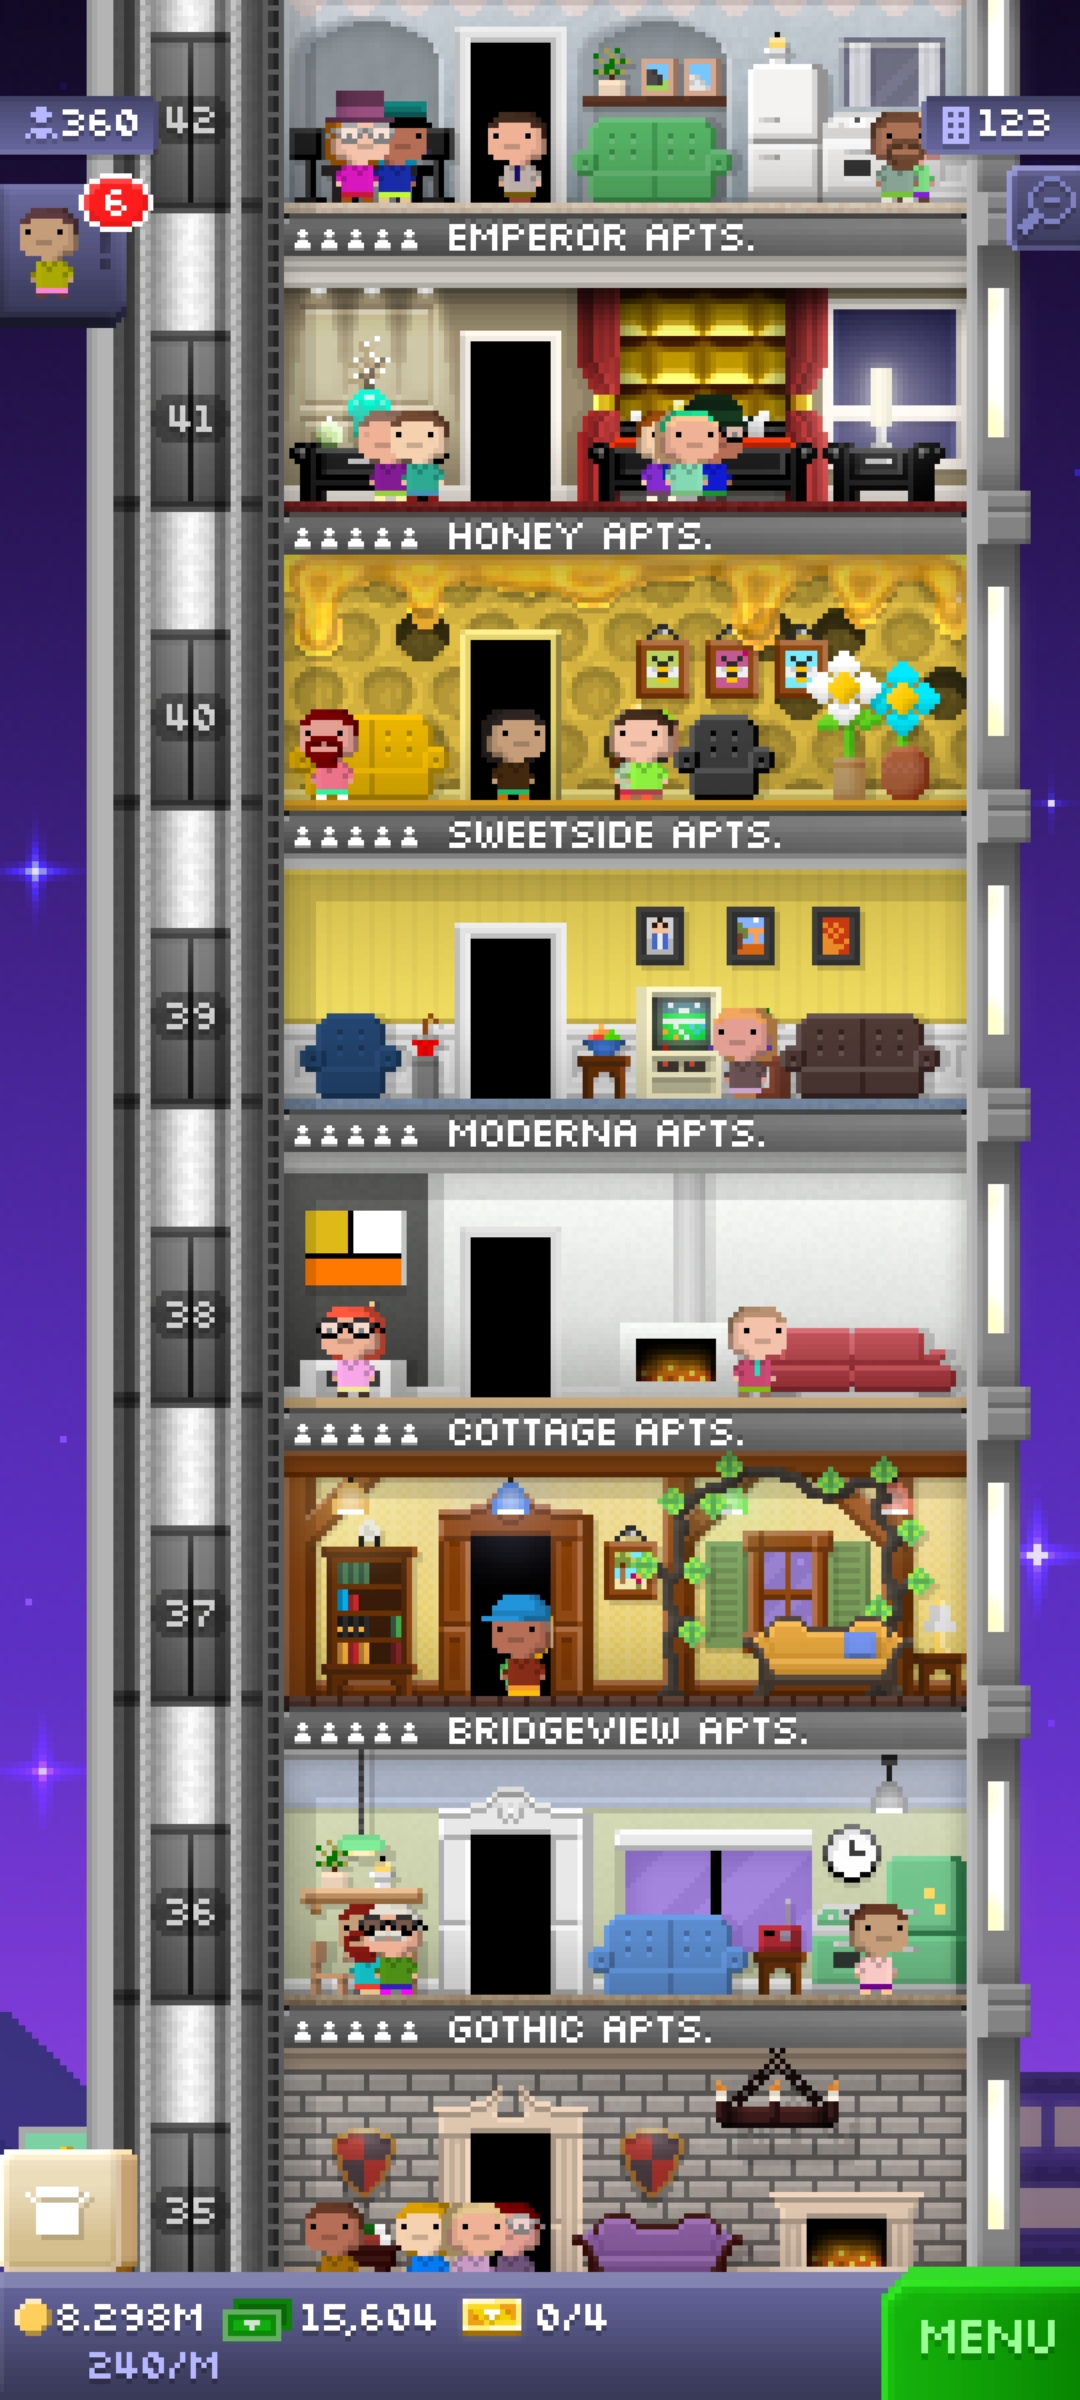 360
42
123
6
EMPEROR APTS.
41
HONEY APTS.
40
SWEETSIDE APTS.
39
MODERNA APTS.
38
COTTAGE APTS.
37
BRIDGEVIEW APTS.
36
GOTHIC APTS.
35
8.298M 15,604 0/4
240/M
MENU